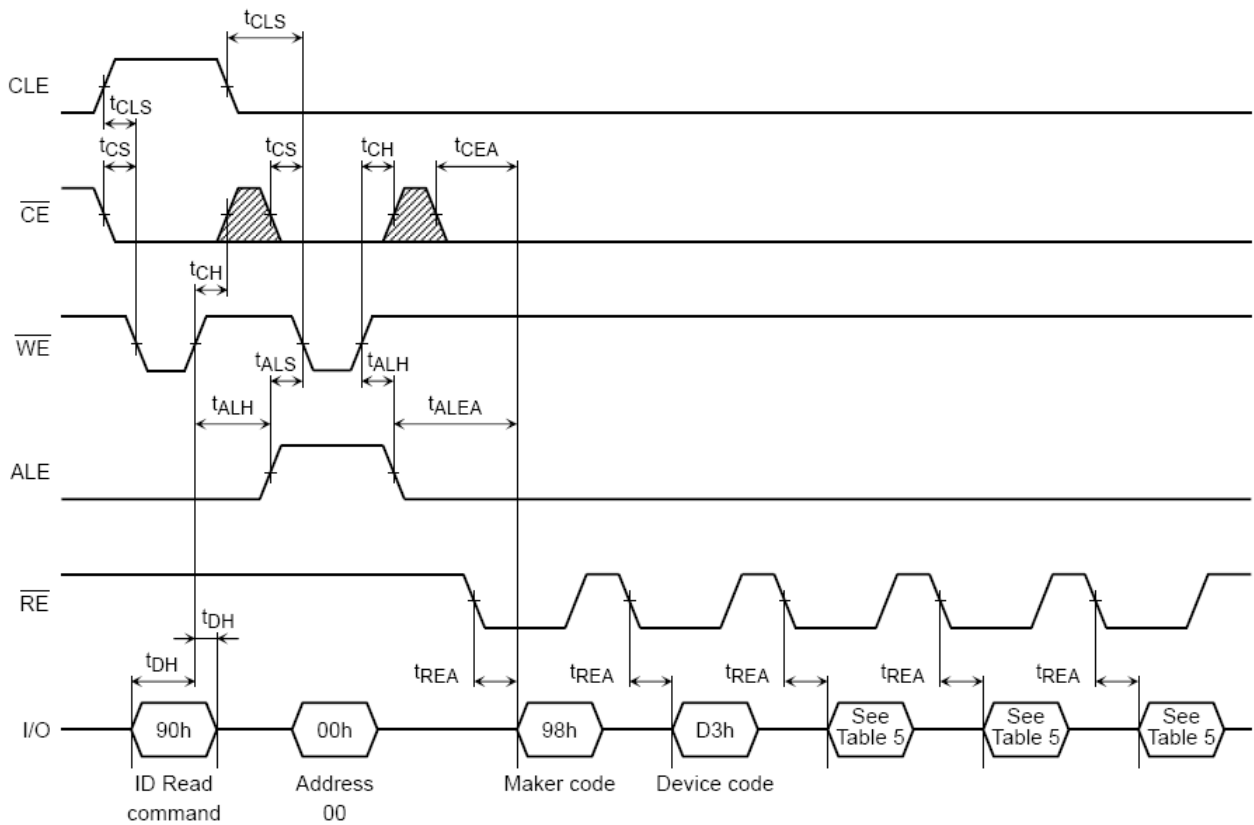 tCLS
CLE
tCLS
tCS
tCS
tCH
tCEA
CE
tCH
WE
tALS
tALH
tALH
tALEA
ALE
RE
tDH
tDH
tREA
tREA
tREA
tREA
tREA
I/O
90h
00h
98h
D3h
See
Table 5
See
Table 5
See
Table 5
ID Read
command
Address
00
Maker code
Device code